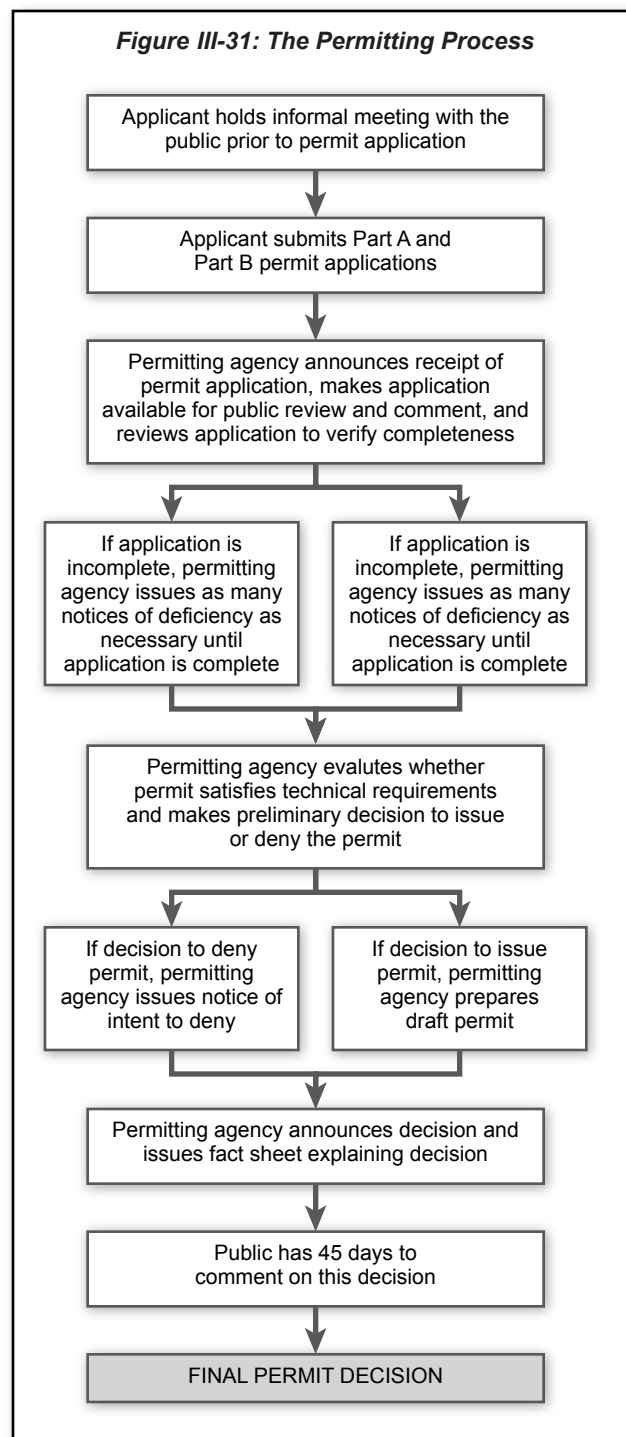 Figure III-31: The Permitting Process
Applicant holds informal meeting with the
public prior to permit application
Applicant submits Part A and
Part B permit applications
Permitting agency announces receipt of
permit application, makes application
available for public review and comment, and
reviews application to verify completeness
If application is
incomplete, permitting
agency issues as many
notices of deficiency as
necessary until
application is complete
If application is
incomplete, permitting
agency issues as many
notices of deficiency as
necessary until
application is complete
Permitting agency evalutes whether
permit satisfies technical requirements
and makes preliminary decision to issue
or deny the permit
If decision to deny
permit, permitting
agency issues notice of
intent to deny
If decision to issue
permit, permitting
agency prepares
draft permit
Permitting agency announces decision and
issues fact sheet explaining decision
Public has 45 days to
comment on this decision
FINAL PERMIT DECISION